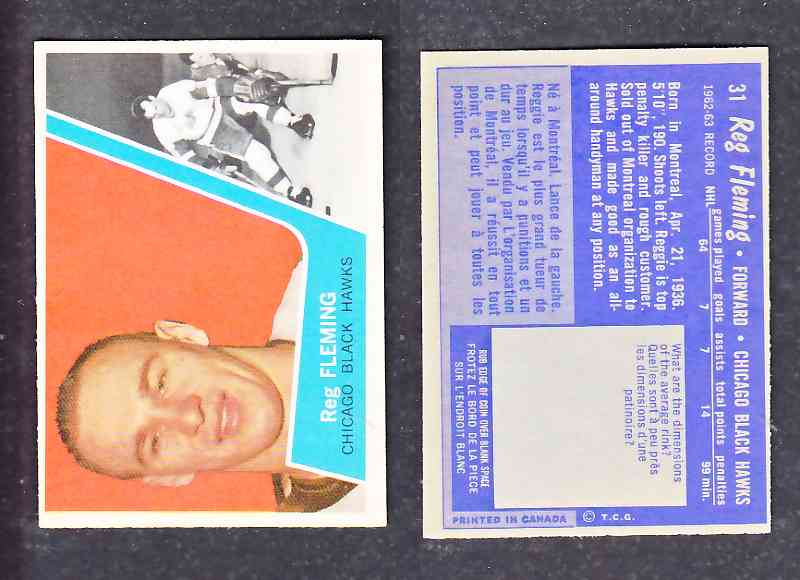 Reg FLEMING
CHICAGO BLACK HAWKS
31 Reg Fleming • FORWARD • CHICAGO BLACK HAWKS
1962-63 RECORD NHL games played goals assists total points penalties
64 7 7 14 99 min.
Born in Montreal, Apr. 21, 1936.
5'10", 190. Shoots left. Reggie is top
penalty killer and rough customer.
Sold out of Montreal organization to
Hawks and made good as an all-
around handyman at any position.
Né à Montréal. Lance de la gauche.
Reggie est le plus grand tueur de
temps lorsqu'il y a punitions et un
dur au jeu. Vendu par L'organisation
de Montréal, il a réussit en tout
point et peut jouer à toutes les
position.
What are the dimensions
of the average rink?
Quelles sont à peu près
les dimensions d'une
patinoire?
RUB EDGE OF COIN OVER BLANK SPACE
FROTEZ LE BORD DE LA PIECE
SUR L'ENDROIT BLANC
PRINTED IN CANADA © T.C.G.